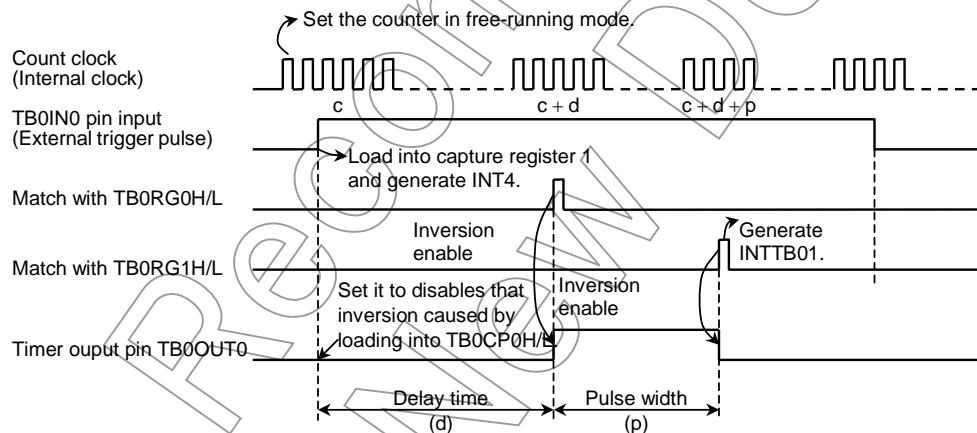 Set the counter in free-running mode.
Count clock
(Internal clock)
c
c + d
c + d + p
TB0IN0 pin input
(External trigger pulse)
Load into capture register 1
and generate INT4.
Match with TB0RG0H/L
Inversion
enable
Generate
INTTB01.
Match with TB0RG1H/L
Set it to disables that
inversion caused by
loading into TB0CP0H/L.
Inversion
enable
Timer ouput pin TB0OUT0
Delay time
(d)
Pulse width
(p)